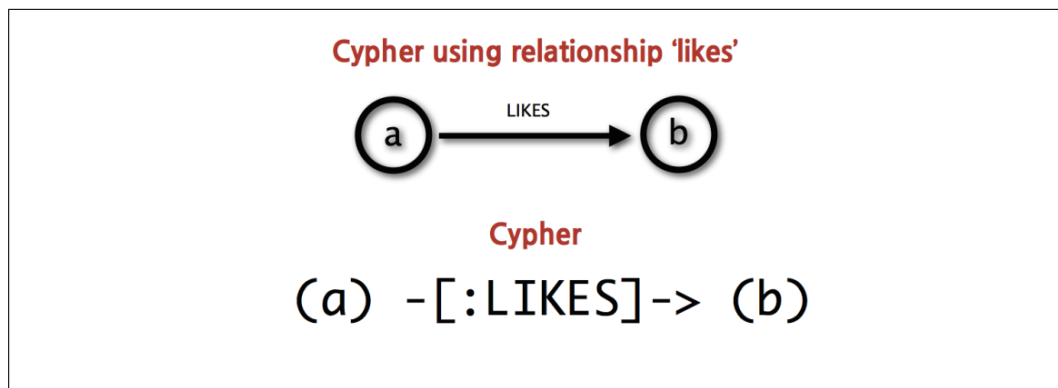 Cypher using relationship ‘likes’
LIKES
a
b
Cypher
(a) -[:LIKES]-> (b)